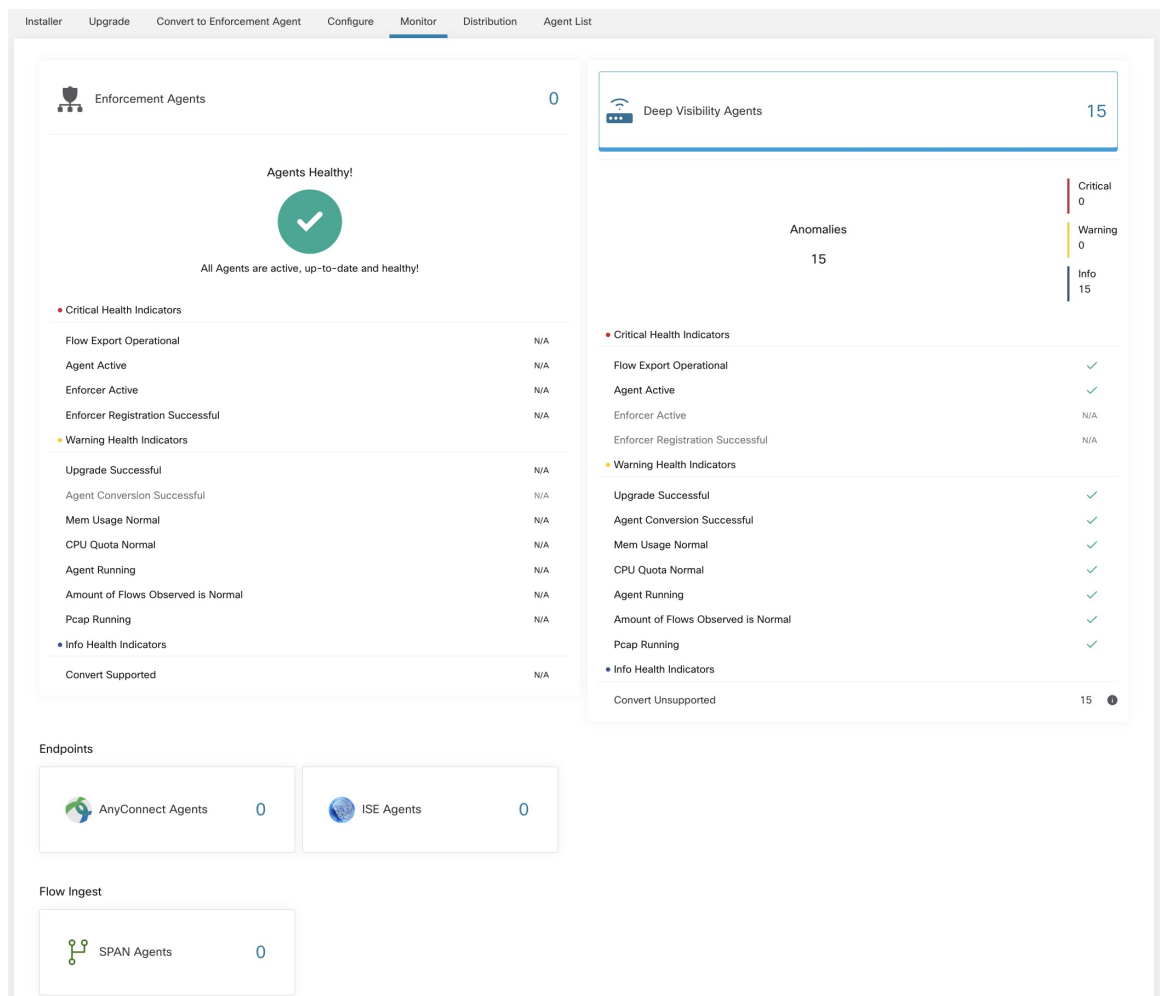 Installer Upgrade Convert to Enforcement Agent Configure Monitor Distribution Agent List
Enforcement Agents 0
Agents Healthy!
All Agents are active, up-to-date and healthy!
Critical Health Indicators
Flow Export Operational N/A
Agent Active N/A
Enforcer Active N/A
Enforcer Registration Successful N/A
Warning Health Indicators
Upgrade Successful N/A
Agent Conversion Successful N/A
Mem Usage Normal N/A
CPU Quota Normal N/A
Agent Running N/A
Amount of Flows Observed is Normal N/A
Pcap Running N/A
Info Health Indicators
Convert Supported N/A
Deep Visibility Agents 15
Anomalies
15
Critical
0
Warning
0
Info
15
Critical Health Indicators
Flow Export Operational
Agent Active
Enforcer Active N/A
Enforcer Registration Successful N/A
Warning Health Indicators
Upgrade Successful
Agent Conversion Successful
Mem Usage Normal
CPU Quota Normal
Agent Running
Amount of Flows Observed is Normal
Pcap Running
Info Health Indicators
Convert Unsupported 15
Endpoints
AnyConnect Agents 0
ISE Agents 0
Flow Ingest
SPAN Agents 0